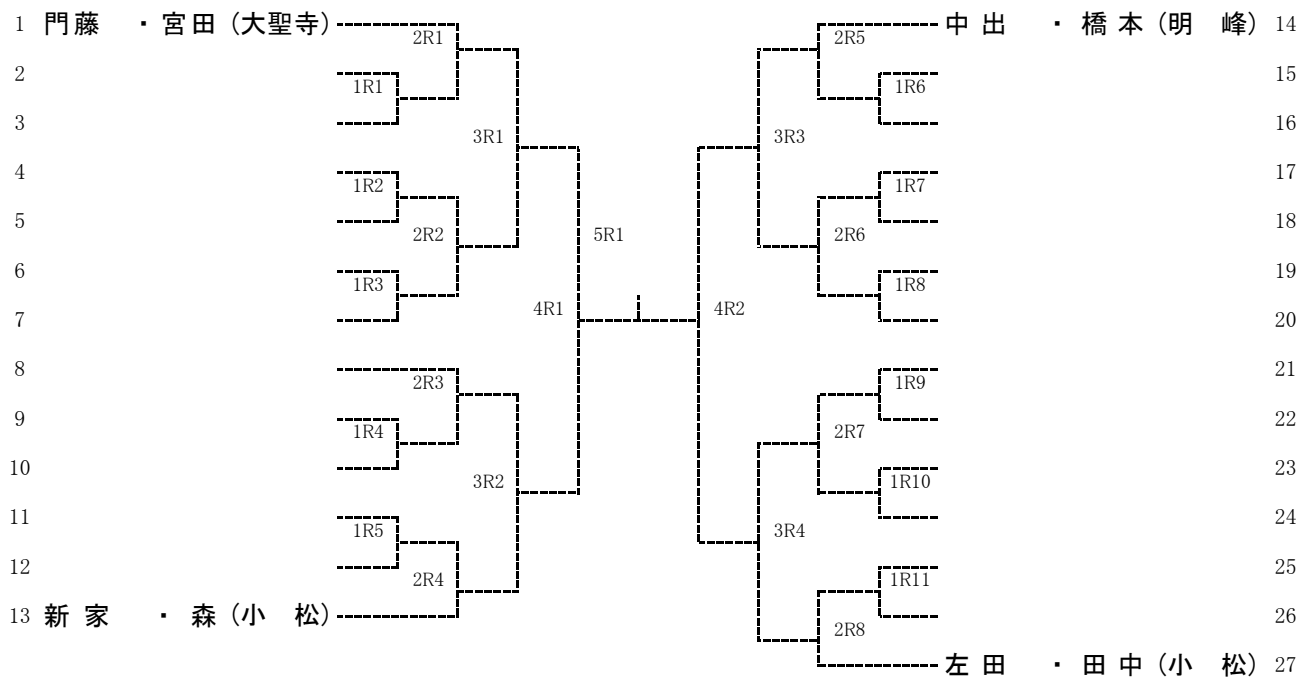 1 門藤 ・ 宮田 (大聖寺)
2R1
2
1R1
3
3R1
4
1R2
5
2R2
6
1R3
7
4R1
8
2R3
9
1R4
10
3R2
11
1R5
12
2R4
13 新家 ・ 森 (小 松)
5R1
中出 ・ 橋本 (明 峰) 14
2R5
15
1R6
16
3R3
17
1R7
18
2R6
19
1R8
20
4R2
21
1R9
22
2R7
23
1R10
24
3R4
25
1R11
26
2R8
左田 ・ 田中 (小 松) 27